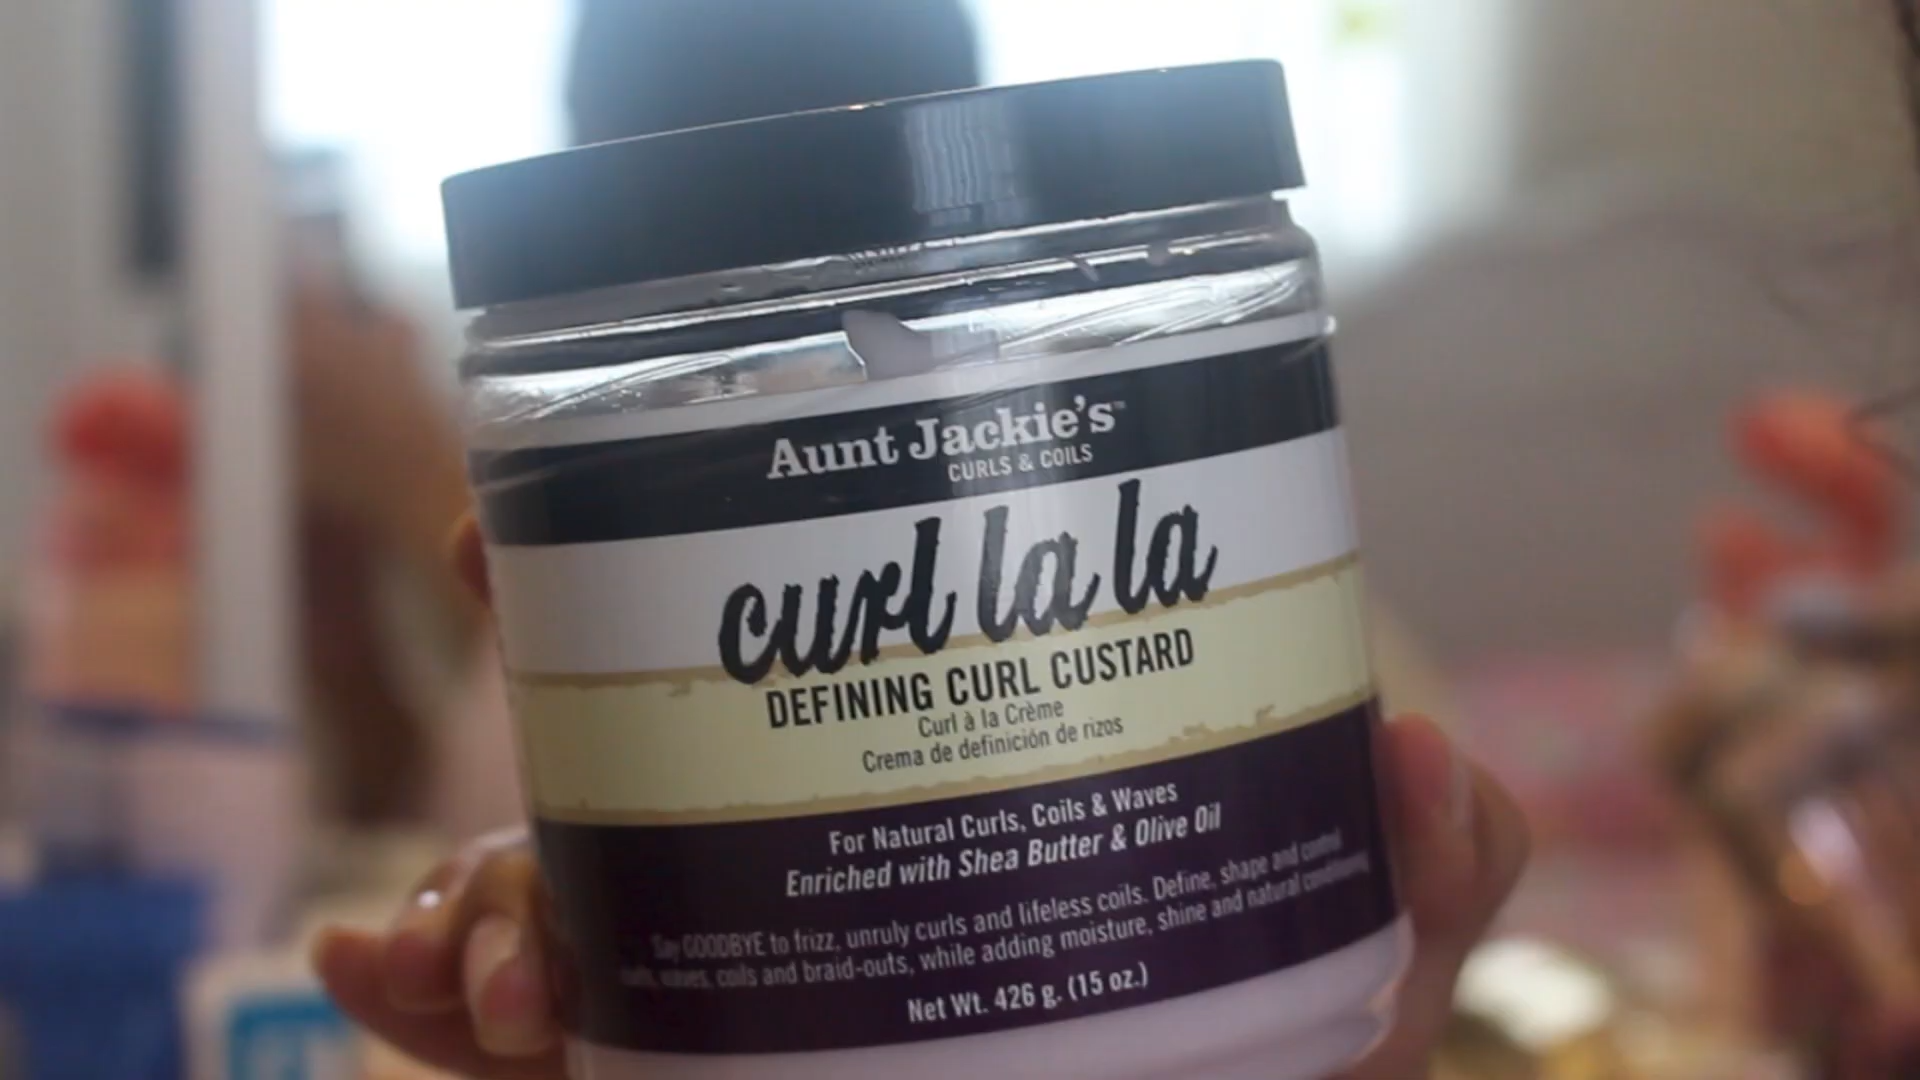 Aunt Jackie's™
CURLS & COILS
curl la la
DEFINING CURL CUSTARD
Curl à la Crème
Crema de definición de rizos
For Natural Curls, Coils & Waves
Enriched with Shea Butter & Olive Oil
Say GOODBYE to frizz, unruly curls and lifeless coils. Define, shape and control
waves, coils and braid-outs, while adding moisture, shine and natural conditioning
Net Wt. 426 g. (15 oz.)